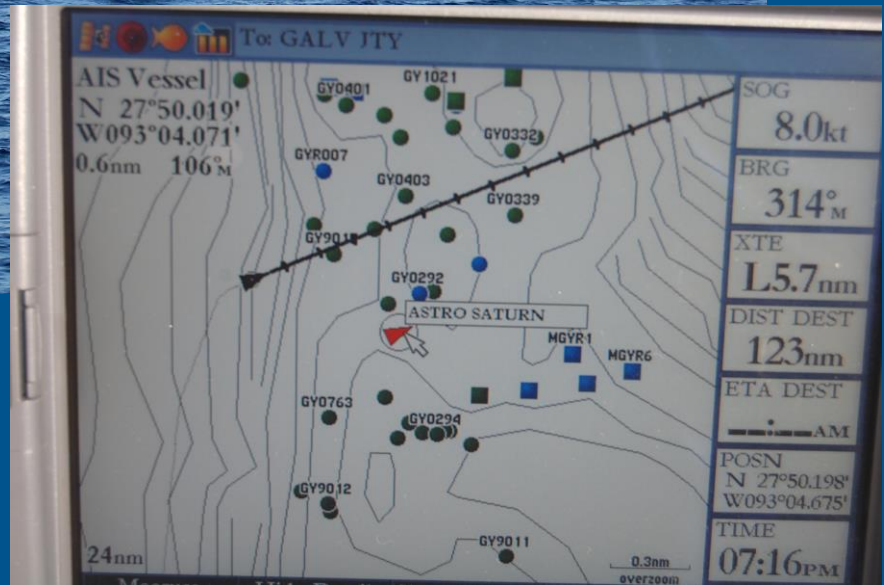 To: GALV JTY
AIS Vessel
N 27°50.019'
W093°04.071'
0.6nm 106°M
GY0401
GY1021
GY0332
GYR007
GY0403
GY0339
GY0292
ASTRO SATURN
MGYR1
MGYR6
GY0763
GY0294
GY9012
GY9011
24nm
0.3nm
overzoom
SOG
8.0kt
BRG
314°M
XTE
L5.7nm
DIST DEST
123nm
ETA DEST
--:--AM
POSN
N 27°50.198'
W093°04.675'
TIME
07:16PM